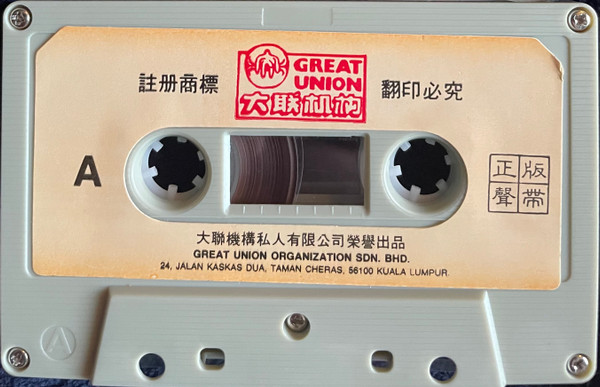 註册商標
GREAT
UNION
大联机构
翻印必究
A
正版
聲帶
大聯機構私人有限公司榮譽出品
GREAT UNION ORGANIZATION SDN. BHD.
24, JALAN KASKAS DUA, TAMAN CHERAS, 56100 KUALA LUMPUR.
A